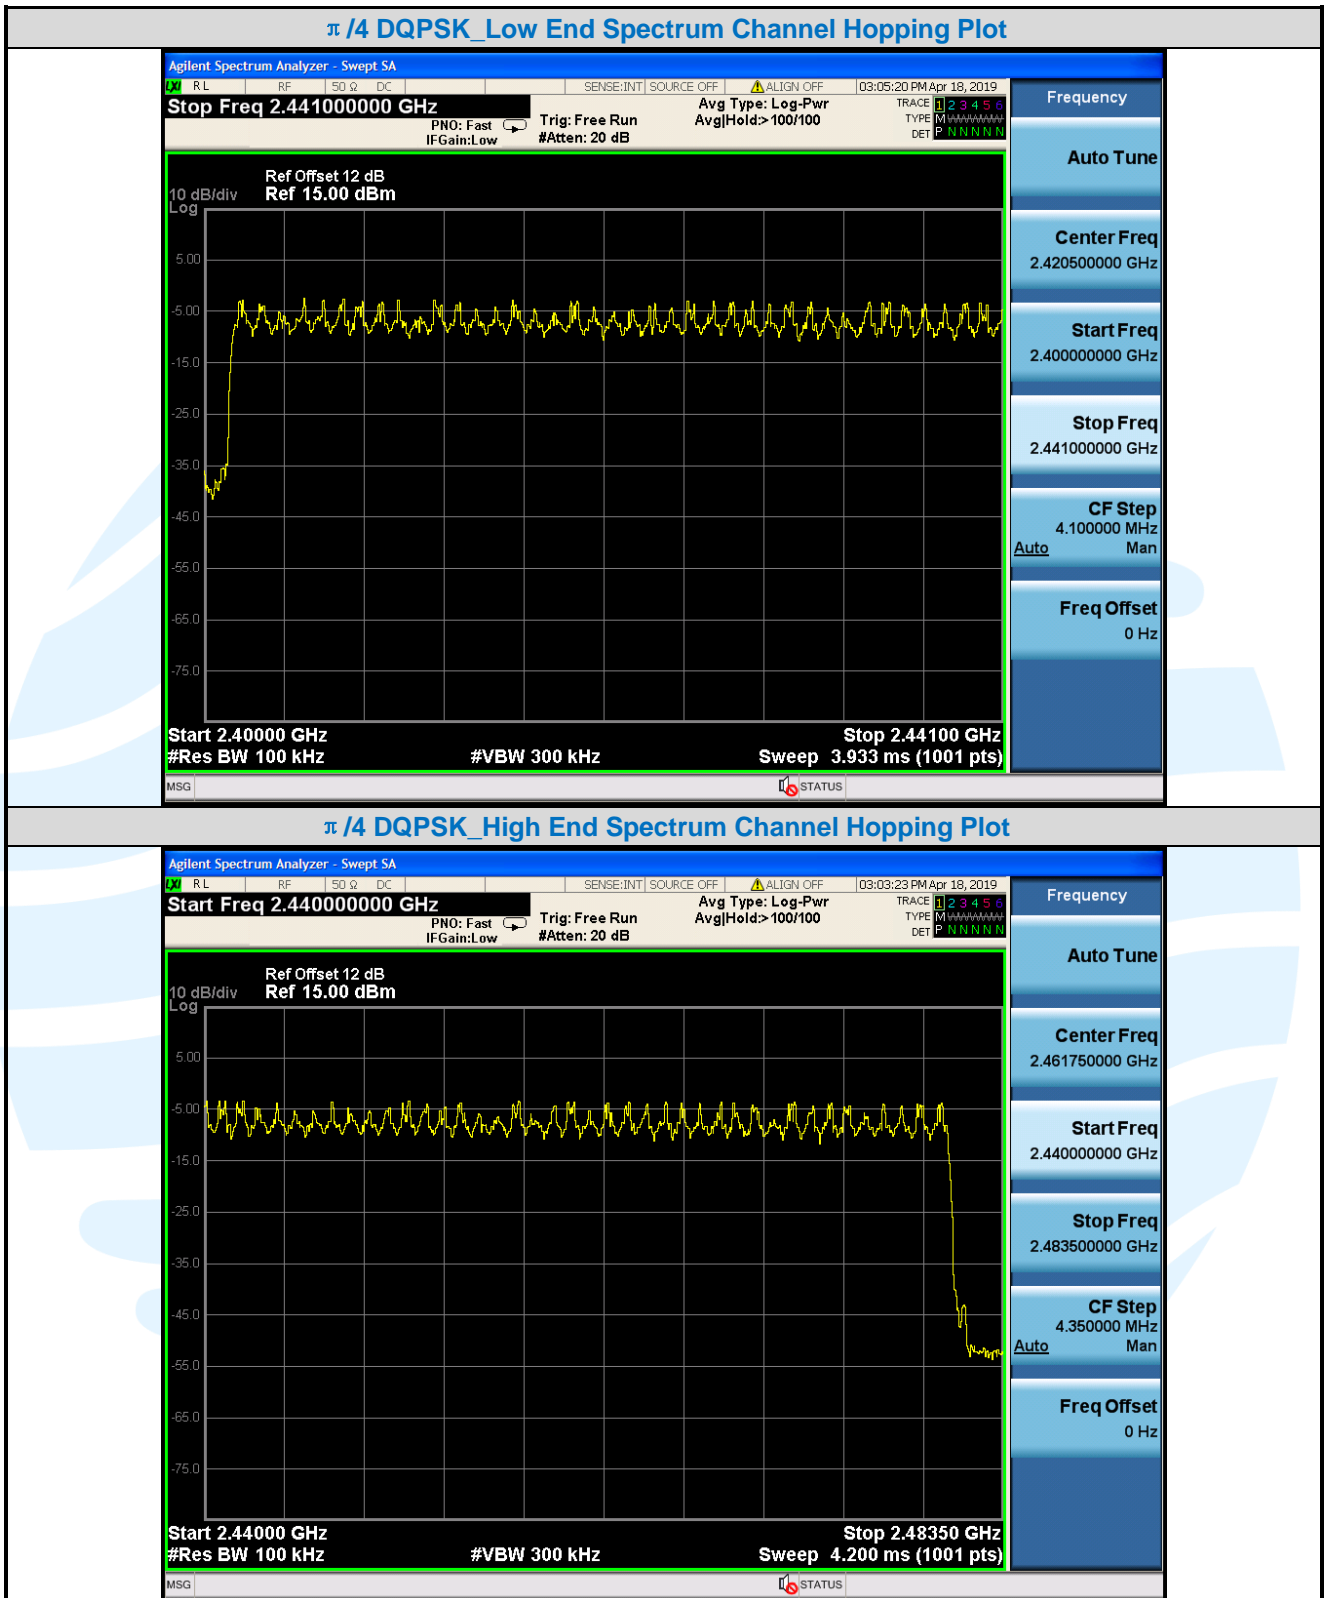 π /4 DQPSK_Low End Spectrum Channel Hopping Plot
Agilent Spectrum Analyzer - Swept SA
LXI RL RF 50 Ω DC SENSE:INT SOURCE OFF ALIGN OFF 03:05:20 PM Apr 18, 2019
Stop Freq 2.441000000 GHz
PNO: Fast
IFGain:Low
Trig: Free Run
#Atten: 20 dB
Avg Type: Log-Pwr
Avg|Hold:>100/100
TRACE 1 2 3 4 5 6
TYPE M
DET P N N N N N
Ref Offset 12 dB
10 dB/div Ref 15.00 dBm
Log
5.00
-5.00
-15.0
-25.0
-35.0
-45.0
-55.0
-65.0
-75.0
Start 2.40000 GHz Stop 2.44100 GHz
#Res BW 100 kHz #VBW 300 kHz Sweep 3.933 ms (1001 pts)
MSG STATUS
Frequency
Auto Tune
Center Freq
2.420500000 GHz
Start Freq
2.400000000 GHz
Stop Freq
2.441000000 GHz
CF Step
4.100000 MHz
Auto Man
Freq Offset
0 Hz
π /4 DQPSK_High End Spectrum Channel Hopping Plot
Agilent Spectrum Analyzer - Swept SA
LXI RL RF 50 Ω DC SENSE:INT SOURCE OFF ALIGN OFF 03:03:23 PM Apr 18, 2019
Start Freq 2.440000000 GHz
PNO: Fast
IFGain:Low
Trig: Free Run
#Atten: 20 dB
Avg Type: Log-Pwr
Avg|Hold:>100/100
TRACE 1 2 3 4 5 6
TYPE M
DET P N N N N N
Ref Offset 12 dB
10 dB/div Ref 15.00 dBm
Log
5.00
-5.00
-15.0
-25.0
-35.0
-45.0
-55.0
-65.0
-75.0
Start 2.44000 GHz Stop 2.48350 GHz
#Res BW 100 kHz #VBW 300 kHz Sweep 4.200 ms (1001 pts)
MSG STATUS
Frequency
Auto Tune
Center Freq
2.461750000 GHz
Start Freq
2.440000000 GHz
Stop Freq
2.483500000 GHz
CF Step
4.350000 MHz
Auto Man
Freq Offset
0 Hz